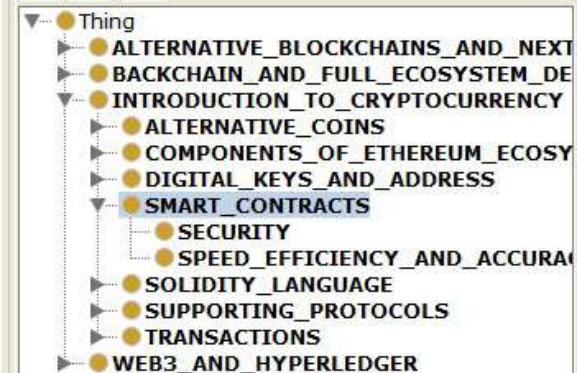 Thing
ALTERNATIVE_BLOCKCHAINS_AND_NEXT
BACKCHAIN_AND_FULL_ECOSYSTEM_DE
INTRODUCTION_TO_CRYPTOCURRENCY
ALTERNATIVE_COINS
COMPONENTS_OF_ETHEREUM_ECOSY
DIGITAL_KEYS_AND_ADDRESS
SMART_CONTRACTS
SECURITY
SPEED_EFFICIENCY_AND_ACCURA
SOLIDITY_LANGUAGE
SUPPORTING_PROTOCOLS
TRANSACTIONS
WEB3_AND_HYPERLEDGER